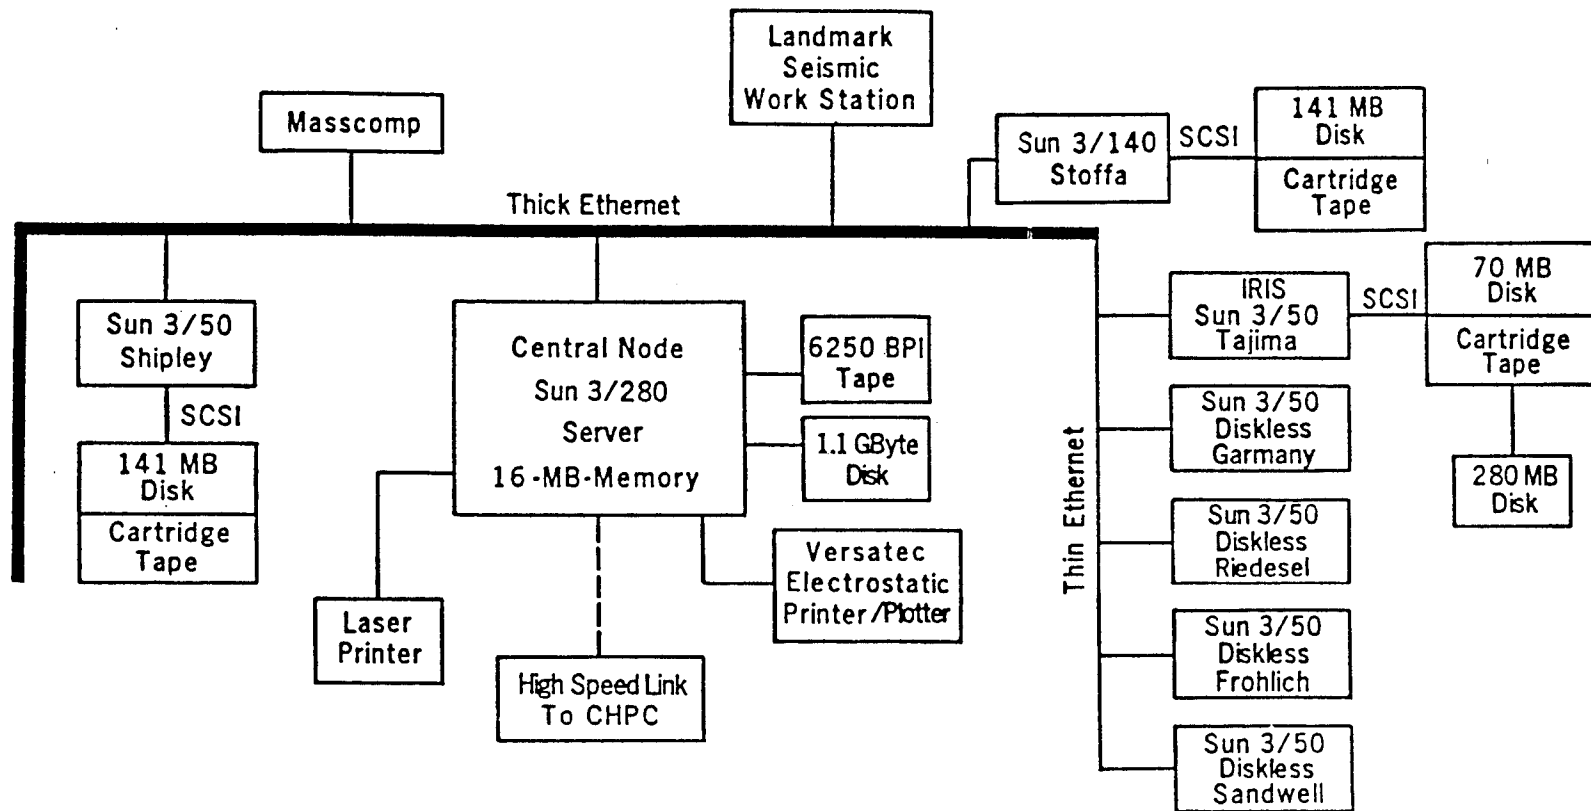 Landmark
Seismic
Work Station
Masscomp
Sun 3/140
Stoffa
SCSI
141 MB
Disk
Cartridge
Tape
Thick Ethernet
Sun 3/50
Shipley
SCSI
141 MB
Disk
Cartridge
Tape
Central Node
Sun 3/280
Server
16-MB-Memory
6250 BPI
Tape
1.1 GByte
Disk
Versatec
Electrostatic
Printer/Plotter
Laser
Printer
High Speed Link
To CHPC
Thin Ethernet
IRIS
Sun 3/50
Tajima
SCSI
70 MB
Disk
Cartridge
Tape
280 MB
Disk
Sun 3/50
Diskless
Garmany
Sun 3/50
Diskless
Riedesel
Sun 3/50
Diskless
Frohlich
Sun 3/50
Diskless
Sandwell